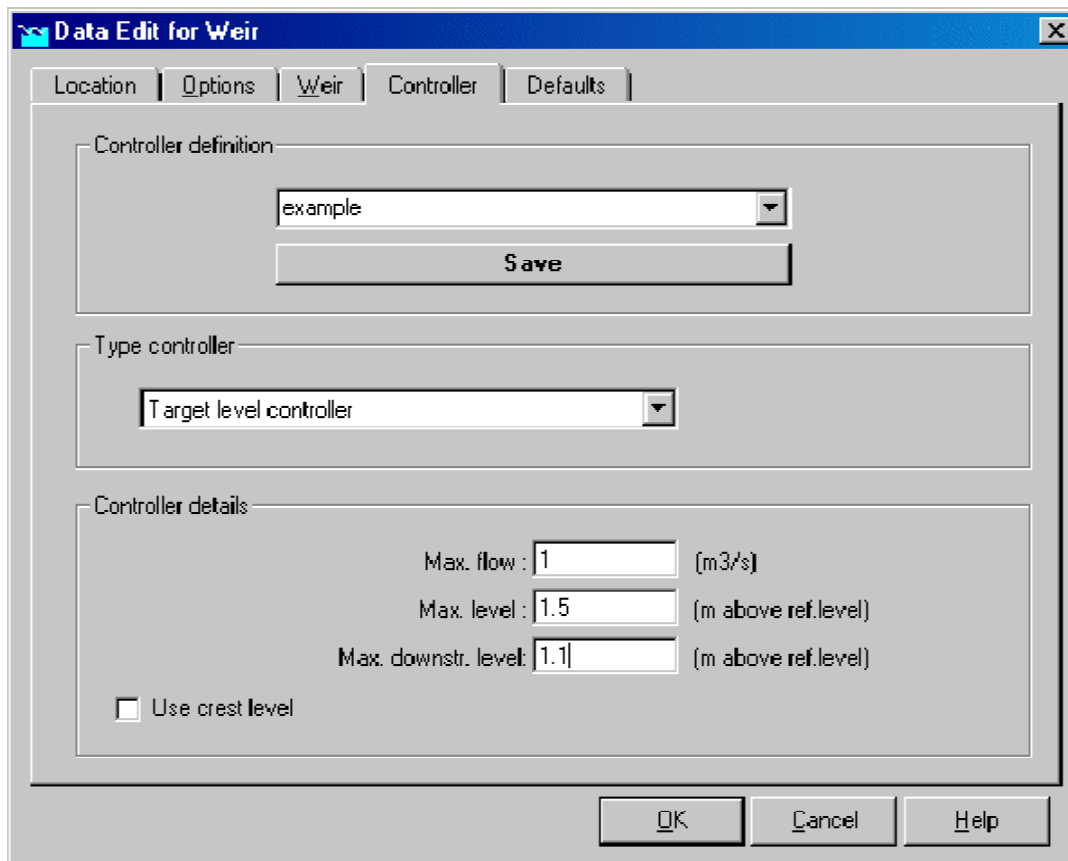 Data Edit for Weir
Location Options Weir Controller Defaults
Controller definition
example
Save
Type controller
Target level controller
Controller details
Max. flow : 1 (m3/s)
Max. level : 1.5 (m above ref.level)
Max. downstr. level: 1.1 (m above ref.level)
Use crest level
OK Cancel Help